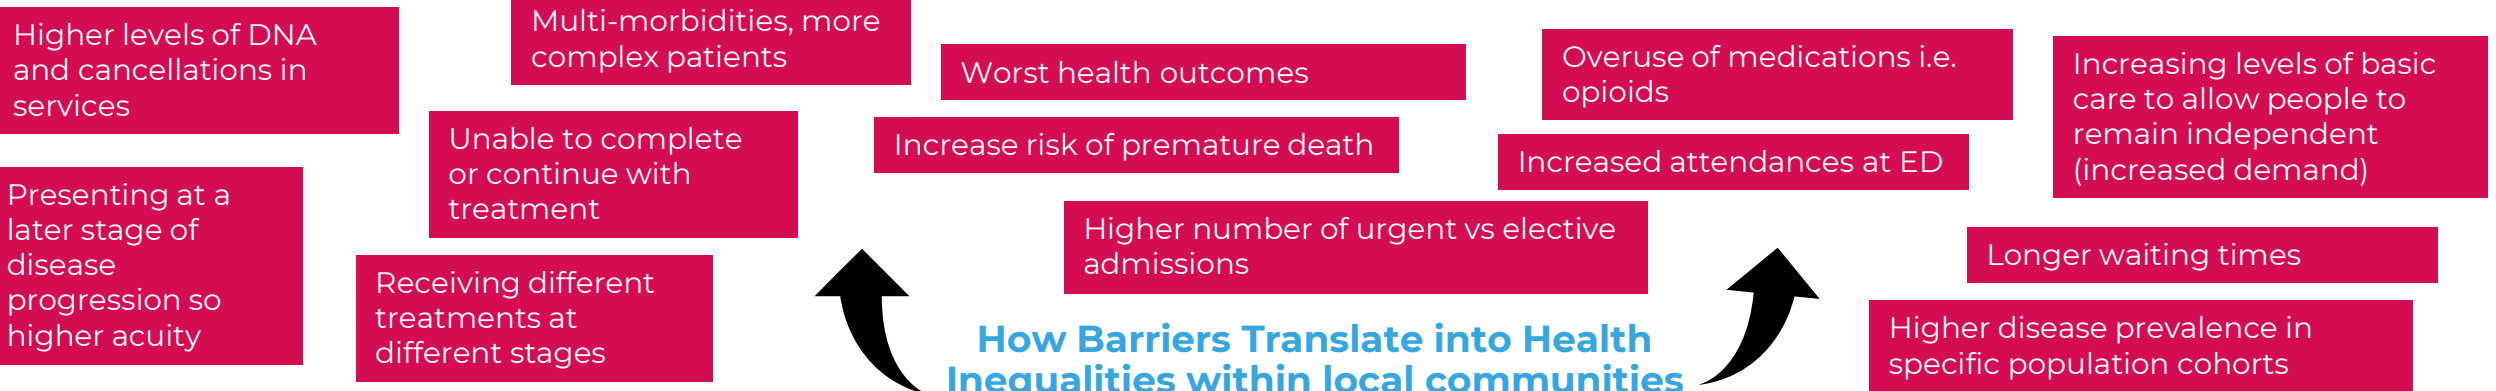 Higher levels of DNA
and cancellations in
services
Presenting at a
later stage of
disease
progression so
higher acuity
Multi-morbidities, more
complex patients
Unable to complete
or continue with
treatment
Receiving different
treatments at
different stages
Worst health outcomes
Increase risk of premature death
Higher number of urgent vs elective
admissions
Overuse of medications i.e.
opioids
Increased attendances at ED
Increasing levels of basic
care to allow people to
remain independent
(increased demand)
Longer waiting times
Higher disease prevalence in
specific population cohorts
How Barriers Translate into Health
Inequalities within local communities